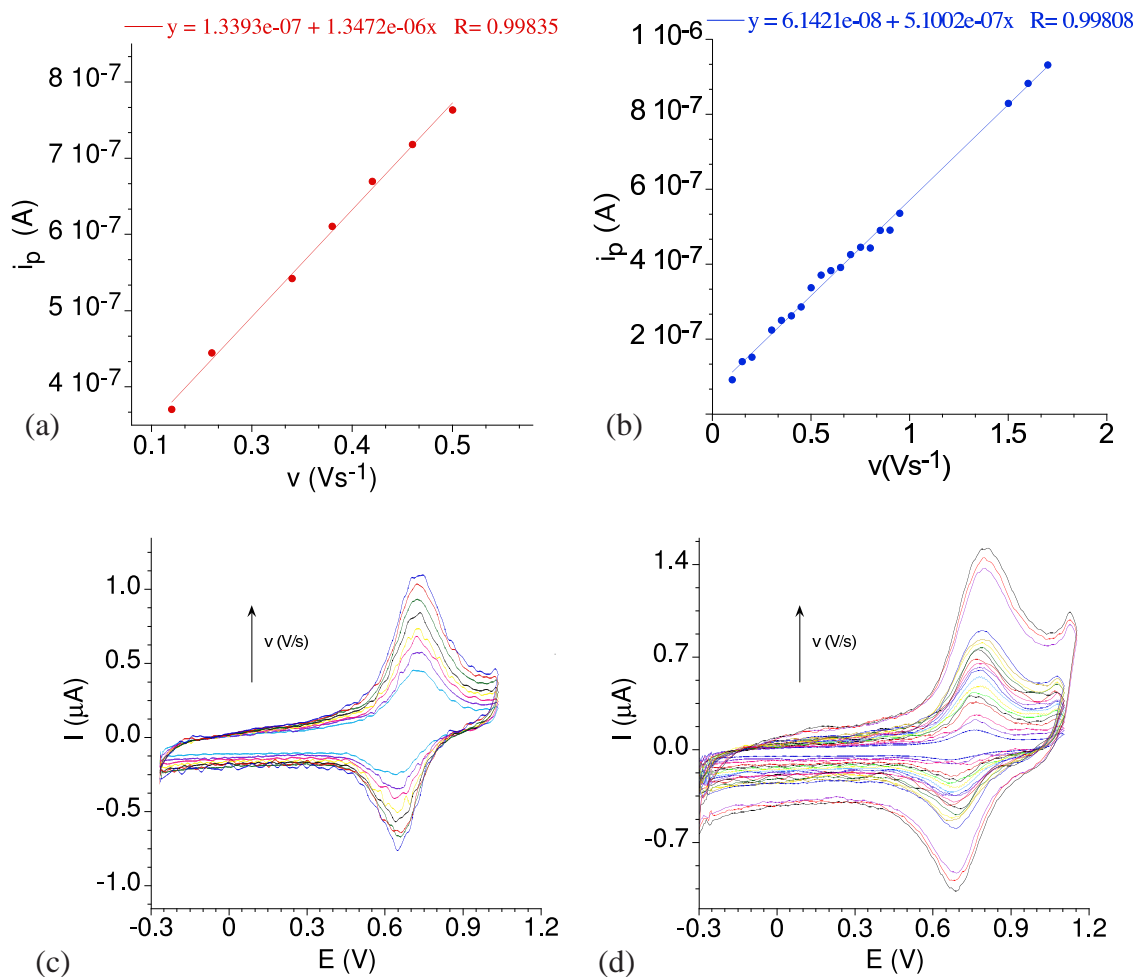 y = 1.3393e-07 + 1.3472e-06x R= 0.99835
8 10⁻⁷
7 10⁻⁷
6 10⁻⁷
5 10⁻⁷
4 10⁻⁷
iₚ (A)
0.1 0.3 0.4 0.5
v (Vs⁻¹)
(a)
y = 6.1421e-08 + 5.1002e-07x R= 0.99808
1 10⁻⁶
8 10⁻⁷
6 10⁻⁷
4 10⁻⁷
2 10⁻⁷
iₚ (A)
0 0.5 1 1.5 2
v(Vs⁻¹)
(b)
1.0
0.5
0.0
-0.5
-1.0
I (μA)
v (V/s)
-0.3 0 0.3 0.6 0.9 1.2
E (V)
(c)
1.4
0.7
-0.0
-0.7
I (μA)
v (V/s)
-0.3 0 0.3 0.6 0.9 1.2
E (V)
(d)